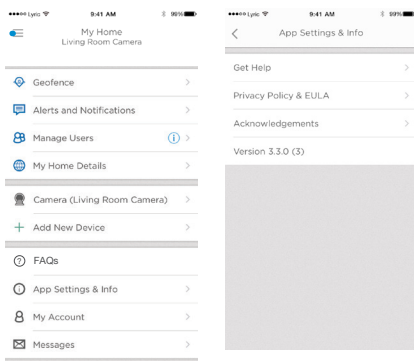 Lyric 9:41 AM 99%
My Home
Living Room Camera
Geofence
Alerts and Notifications
Manage Users
My Home Details
Camera (Living Room Camera)
Add New Device
FAQs
App Settings & Info
My Account
Messages
Lyric 9:41 AM 99%
App Settings & Info
Get Help
Privacy Policy & EULA
Acknowledgements
Version 3.3.0 (3)